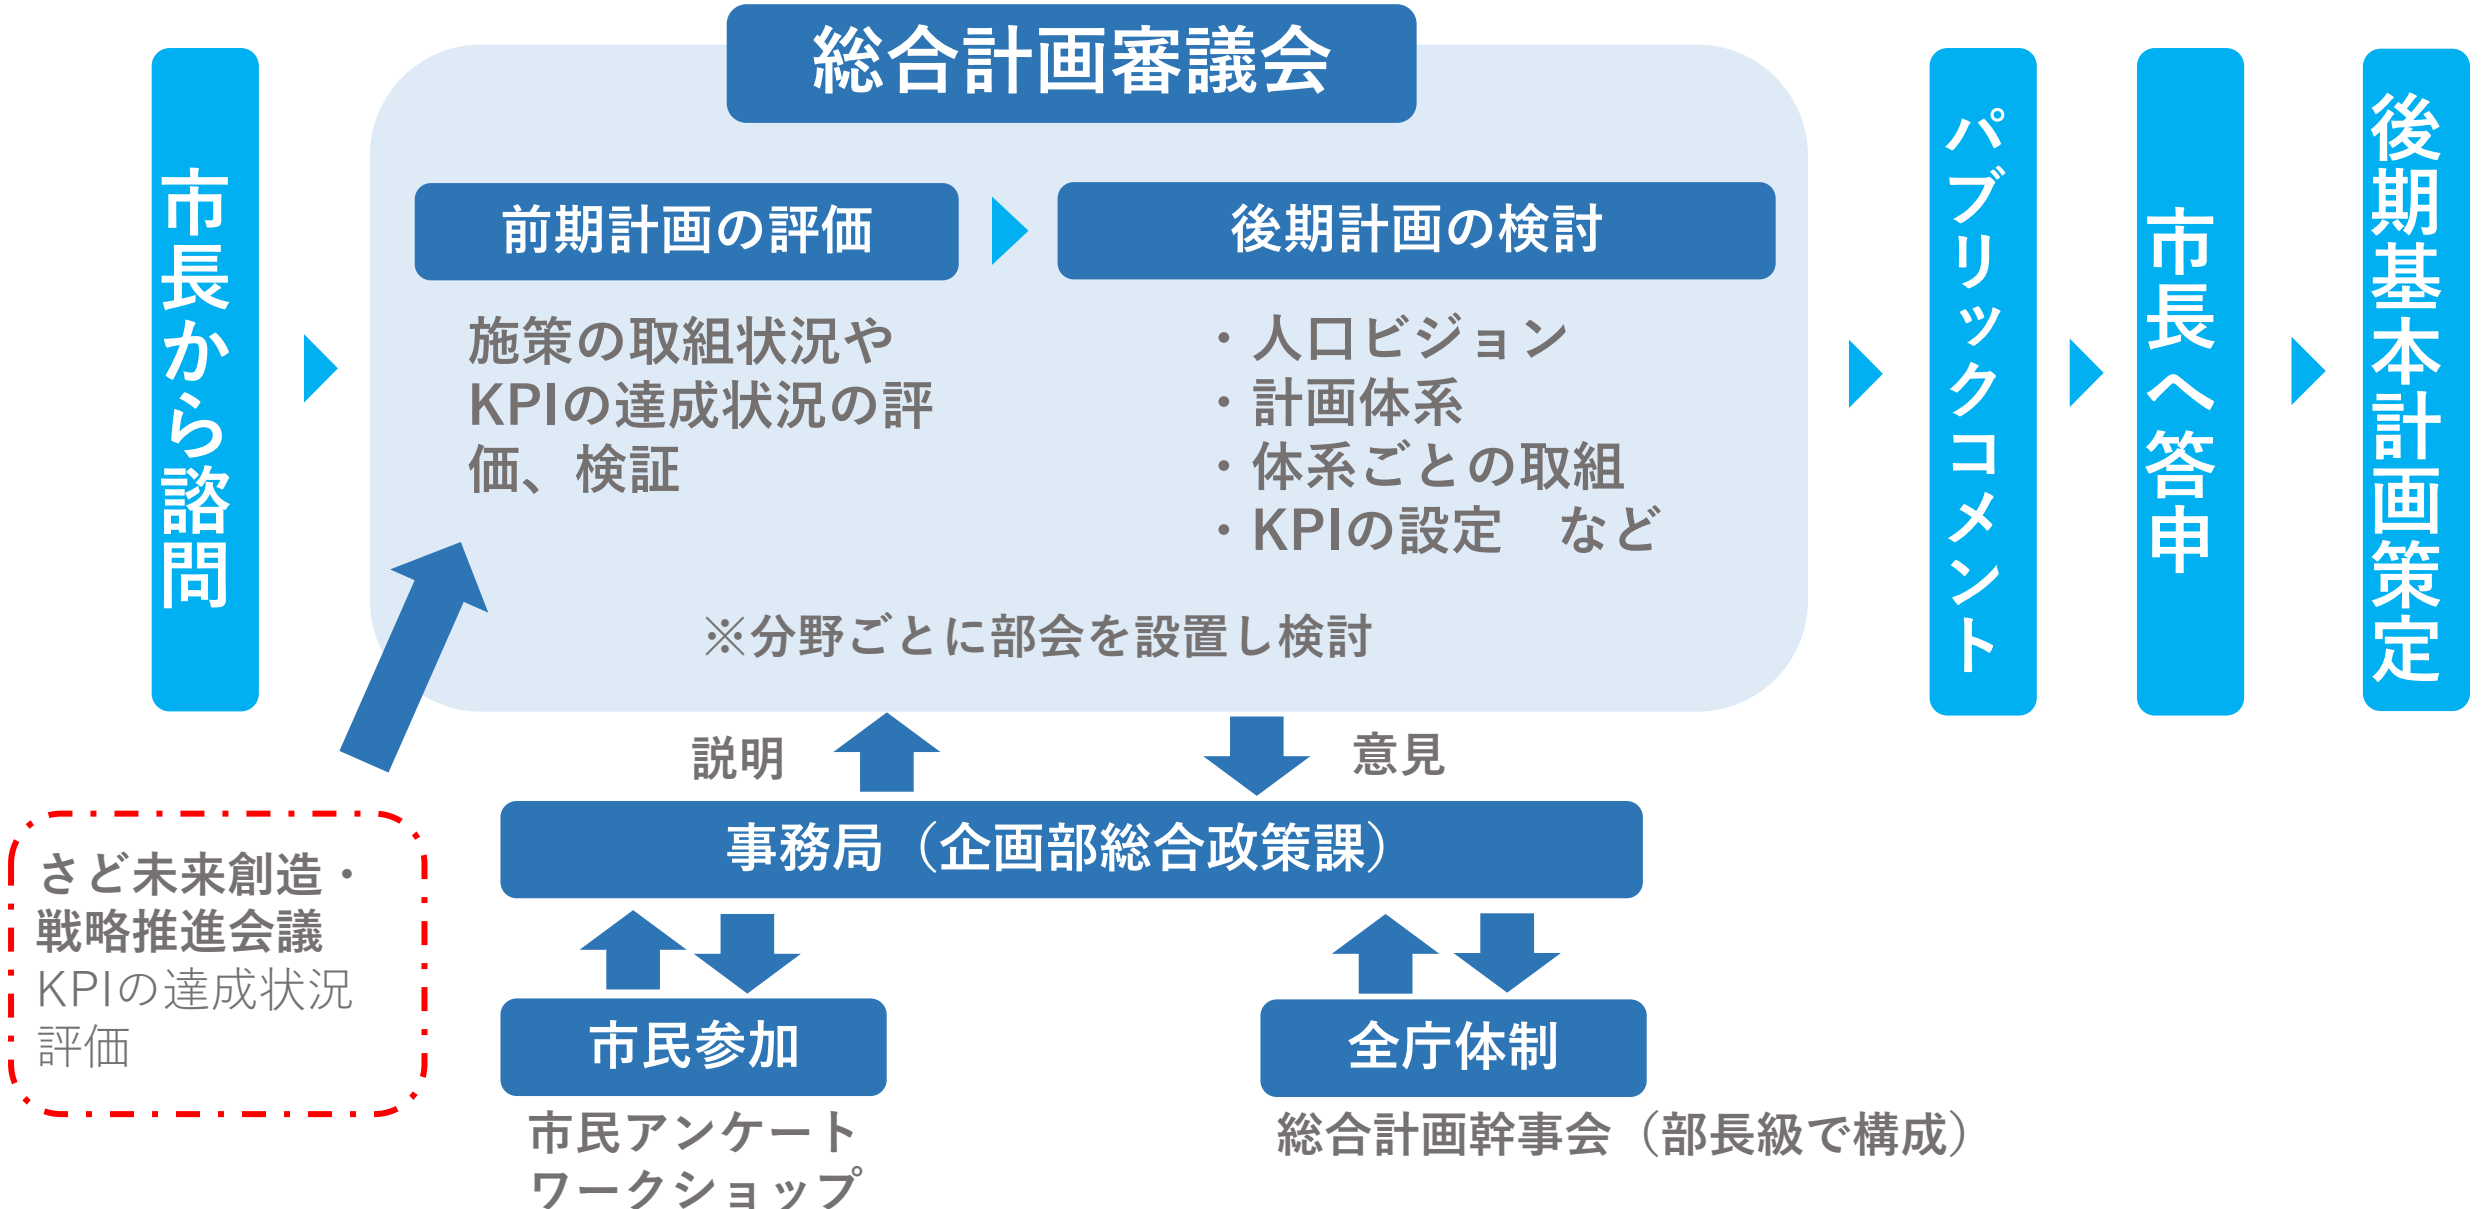 総合計画審議会
市長から諮問
前期計画の評価
後期計画の検討
施策の取組状況や
KPIの達成状況の評
価、検証
・人口ビジョン
・計画体系
・体系ごとの取組
・KPIの設定　など
※分野ごとに部会を設置し検討
パブリックコメント
市長へ答申
後期基本計画策定
説明
意見
事務局（企画部総合政策課）
さど未来創造・
戦略推進会議
KPIの達成状況
評価
市民参加
市民アンケート
ワークショップ
全庁体制
総合計画幹事会（部長級で構成）